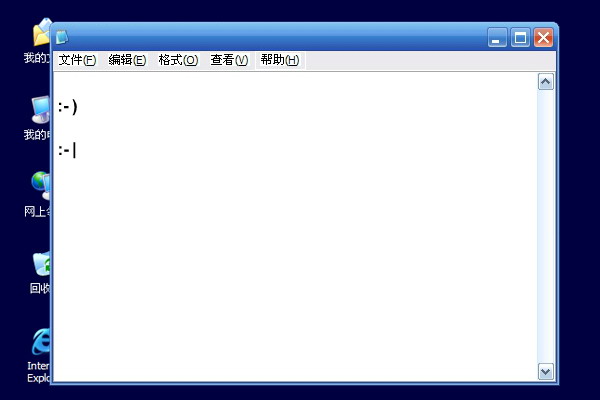 文件(F) 编辑(E) 格式(O) 查看(V) 帮助(H)
:-)
:-|
我的
我的
网上
回收
Inter
Explo